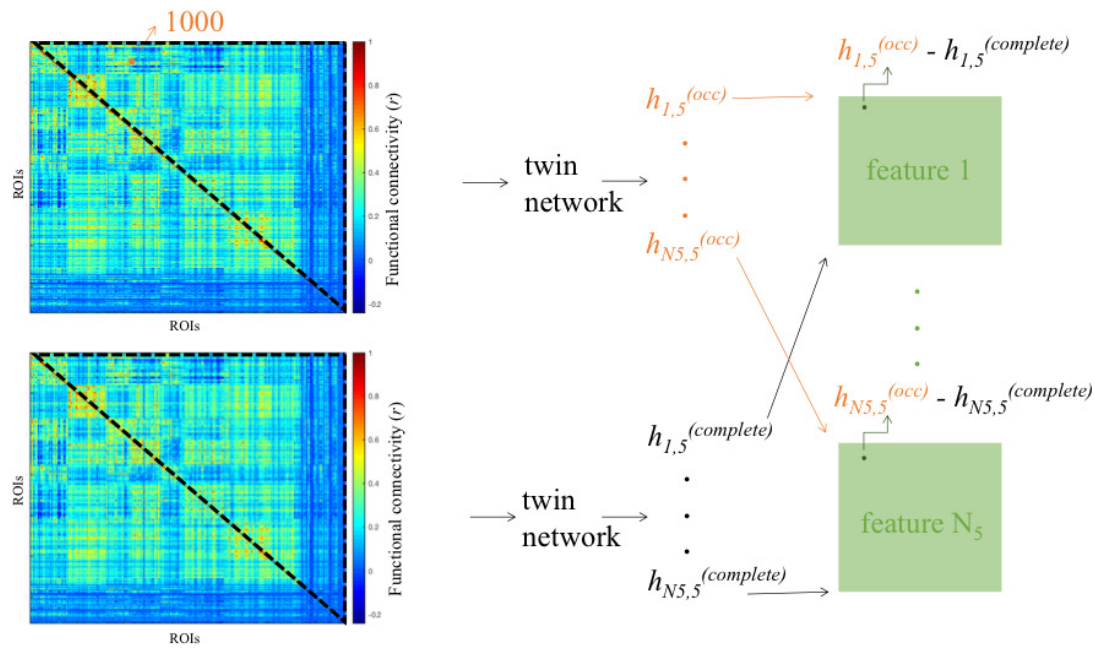 1000
1
0.8
0.6
0.4
0.2
0
-0.2
Functional connectivity (r)
ROIs
ROIs
twin
network
h1,5(occ)
hN5,5(occ)
h1,5(occ) - h1,5(complete)
feature 1
1
0.8
0.6
0.4
0.2
0
-0.2
Functional connectivity (r)
ROIs
ROIs
twin
network
h1,5(complete)
hN5,5(complete)
hN5,5(occ) - hN5,5(complete)
feature N5